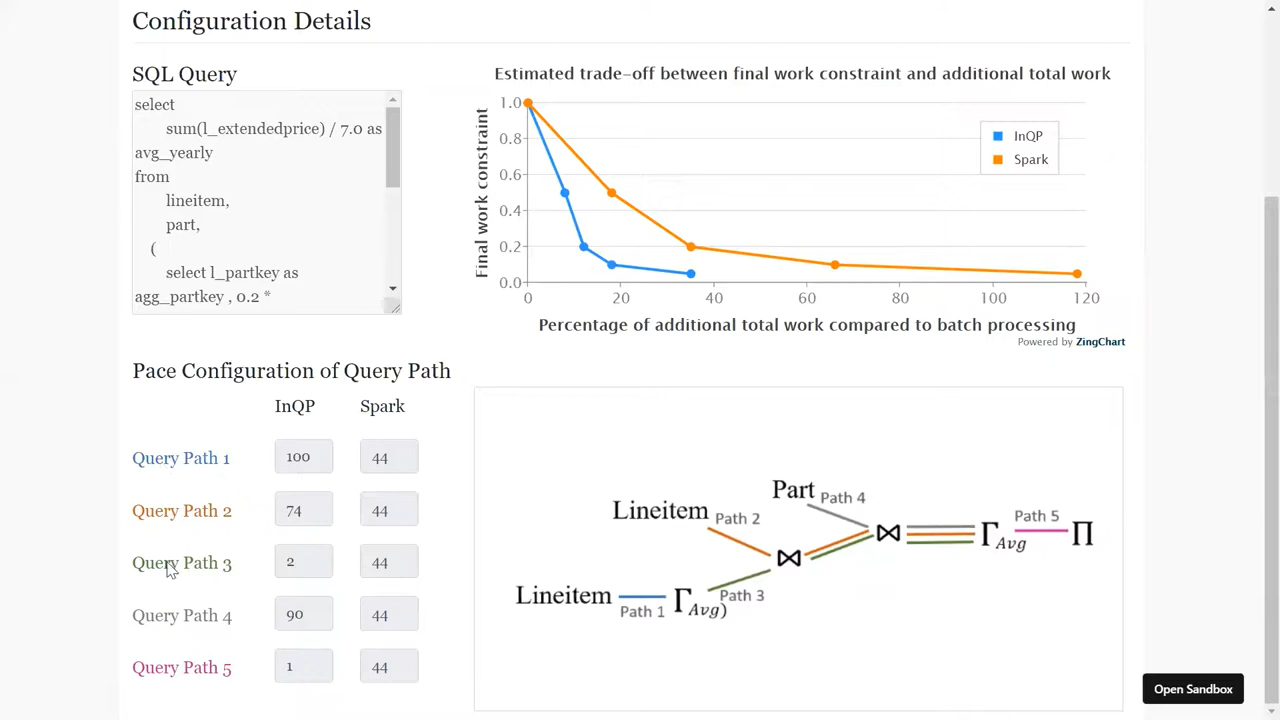 Configuration Details
SQL Query
select
sum(l_extendedprice) / 7.0 as
avg_yearly
from
lineitem,
part,
(
select l_partkey as
agg_partkey , 0.2 *
Estimated trade-off between final work constraint and additional total work
Final work constraint
1.0
0.8
0.6
0.4
0.2
0.0
0 20 40 60 80 100 120
InQP
Spark
Percentage of additional total work compared to batch processing
Powered by ZingChart
Pace Configuration of Query Path
InQP Spark
Query Path 1 100 44
Query Path 2 74 44
Query Path 3 2 44
Query Path 4 90 44
Query Path 5 1 44
Part Path 4
Lineitem Path 2
⋈ ⋈ Γ Avg Path 5 Π
Lineitem Path 1 Γ Avg) Path 3
Open Sandbox